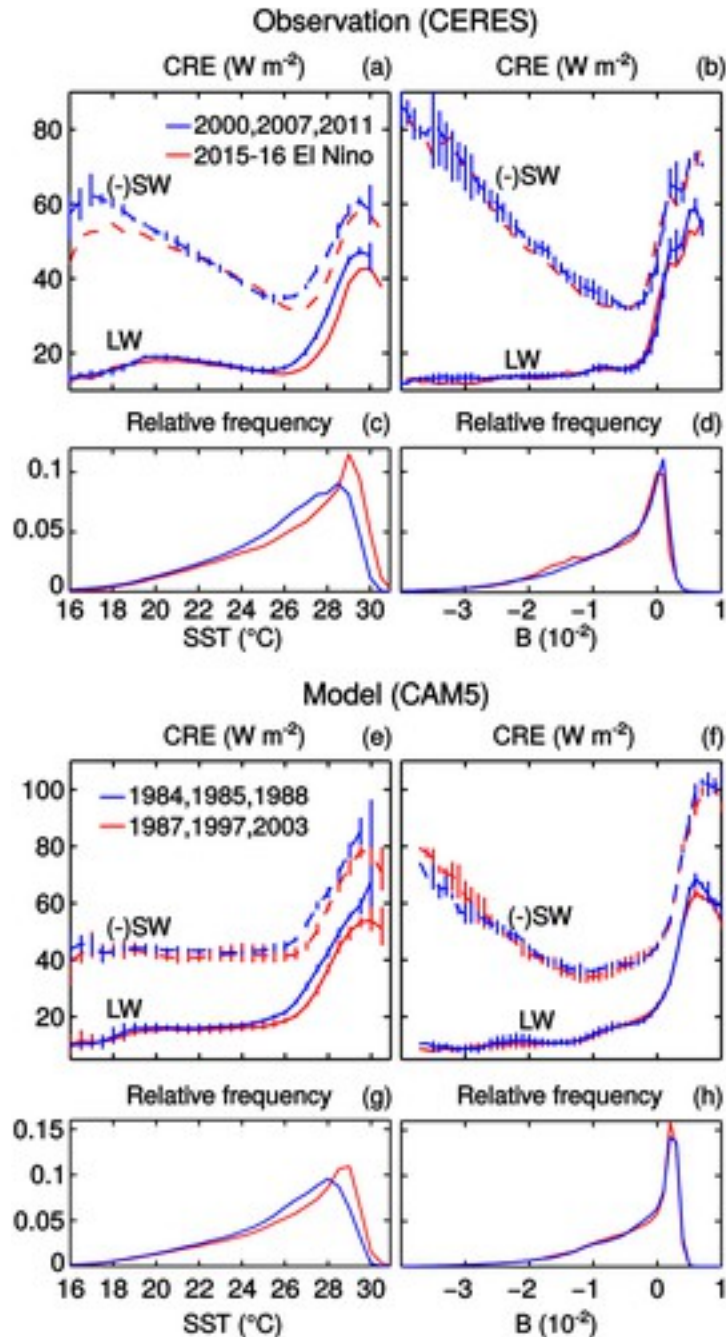 Observation (CERES)
CRE (W m⁻²) (a)
CRE (W m⁻²) (b)
80
60
40
20
2000,2007,2011
2015-16 El Nino
(-)SW
LW
(-)SW
LW
Relative frequency (c)
Relative frequency (d)
0.1
0.05
0
16 18 20 22 24 26 28 30
SST (°C)
−3 −2 −1 0 1
B (10⁻²)
Model (CAM5)
CRE (W m⁻²) (e)
CRE (W m⁻²) (f)
100
80
60
40
20
1984,1985,1988
1987,1997,2003
(-)SW
LW
(-)SW
LW
Relative frequency (g)
Relative frequency (h)
0.15
0.1
0.05
0
16 18 20 22 24 26 28 30
SST (°C)
−3 −2 −1 0 1
B (10⁻²)